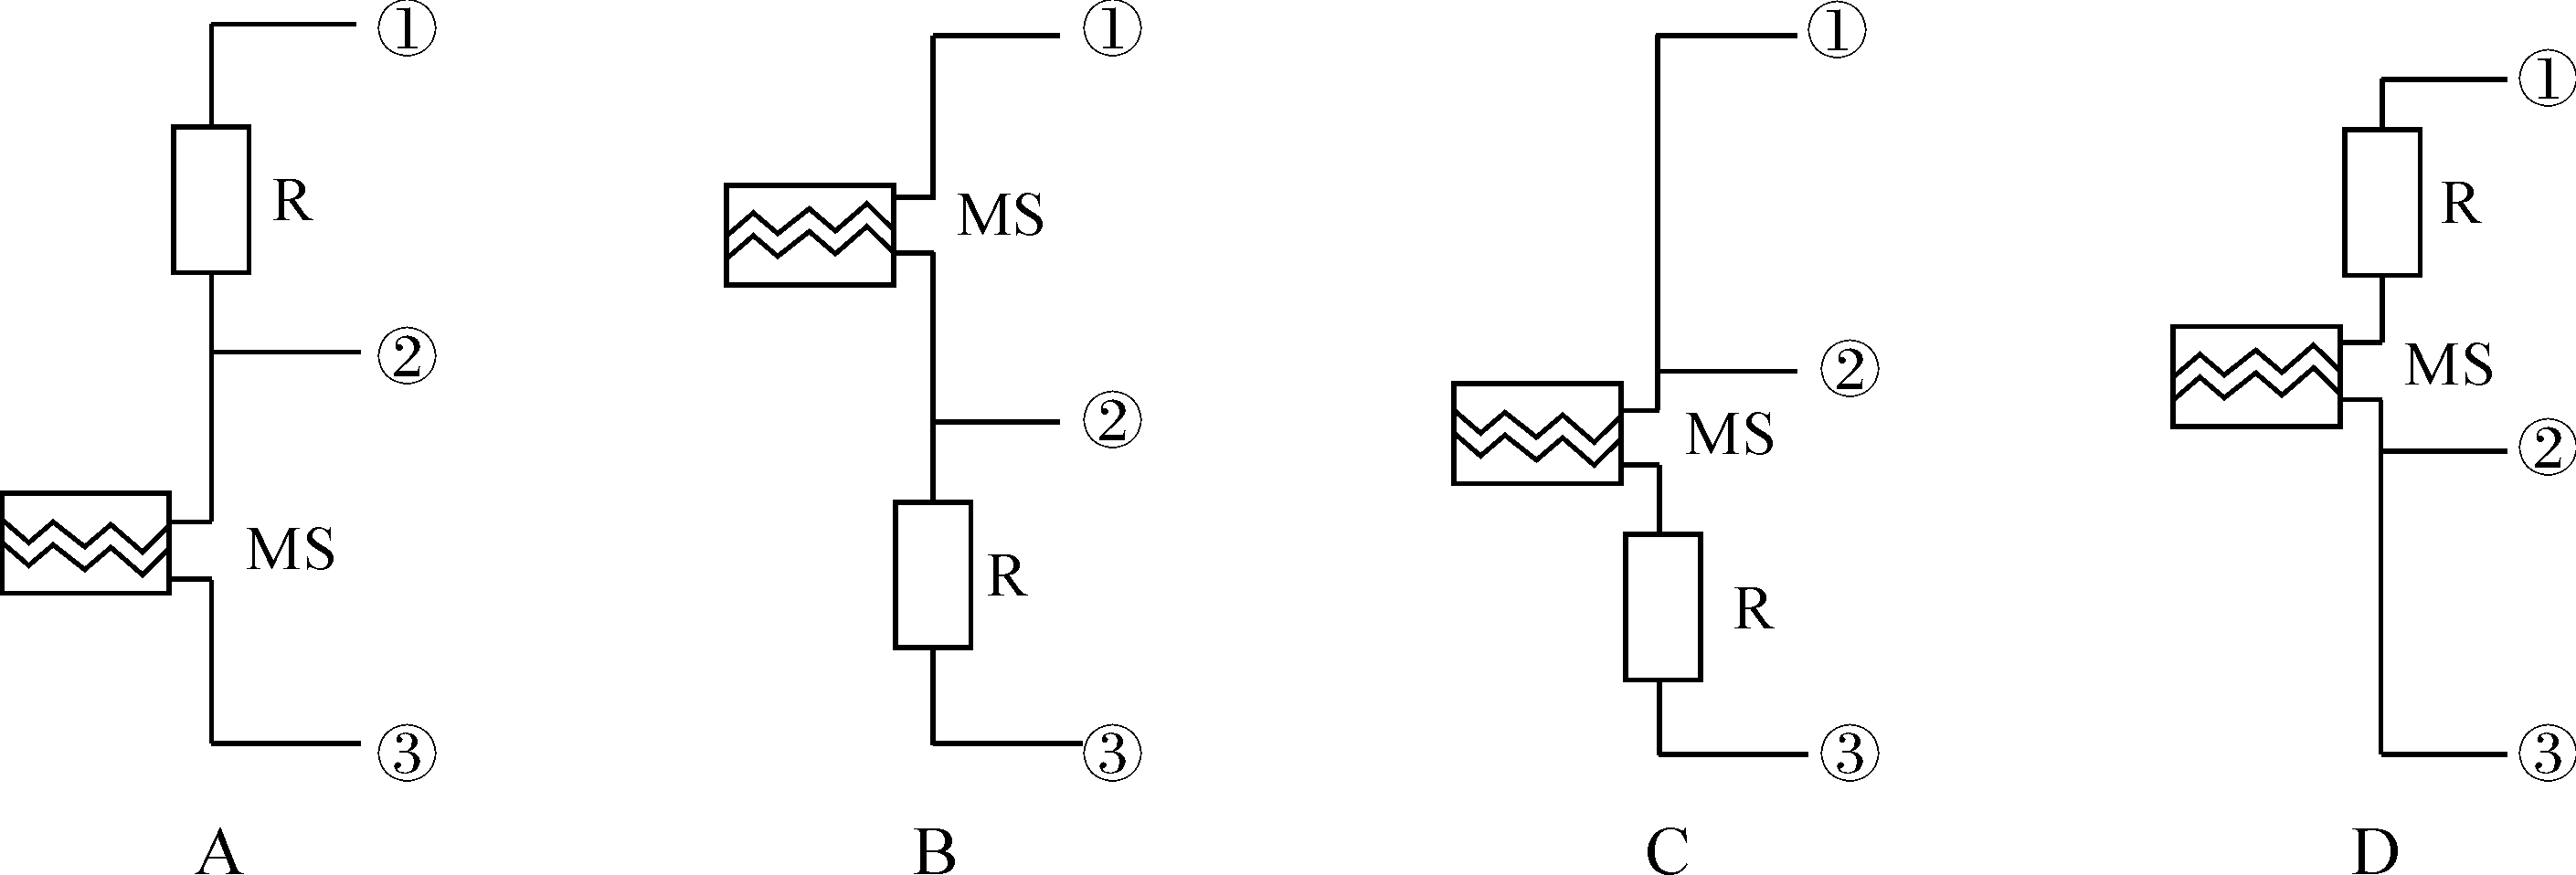 ①
R
②
MS
③
A
①
MS
②
R
③
B
①
②
MS
R
③
C
①
R
MS
②
③
D